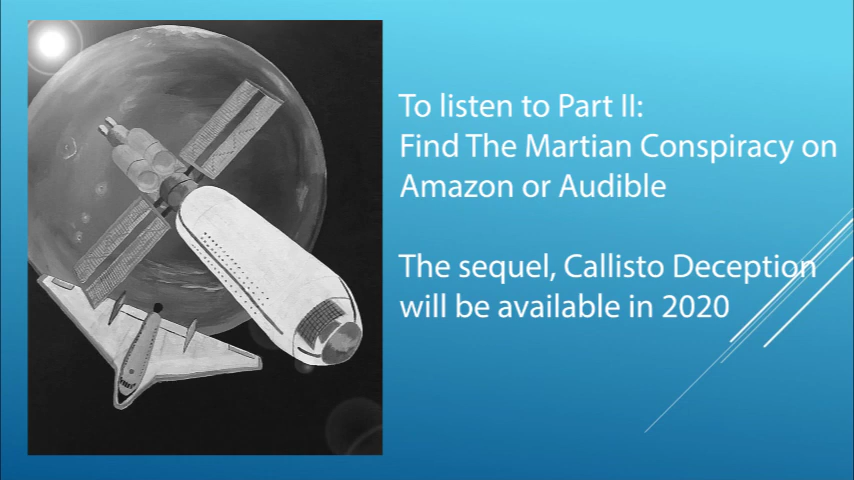 To listen to Part II:
Find The Martian Conspiracy on
Amazon or Audible
The sequel, Callisto Deception
will be available in 2020